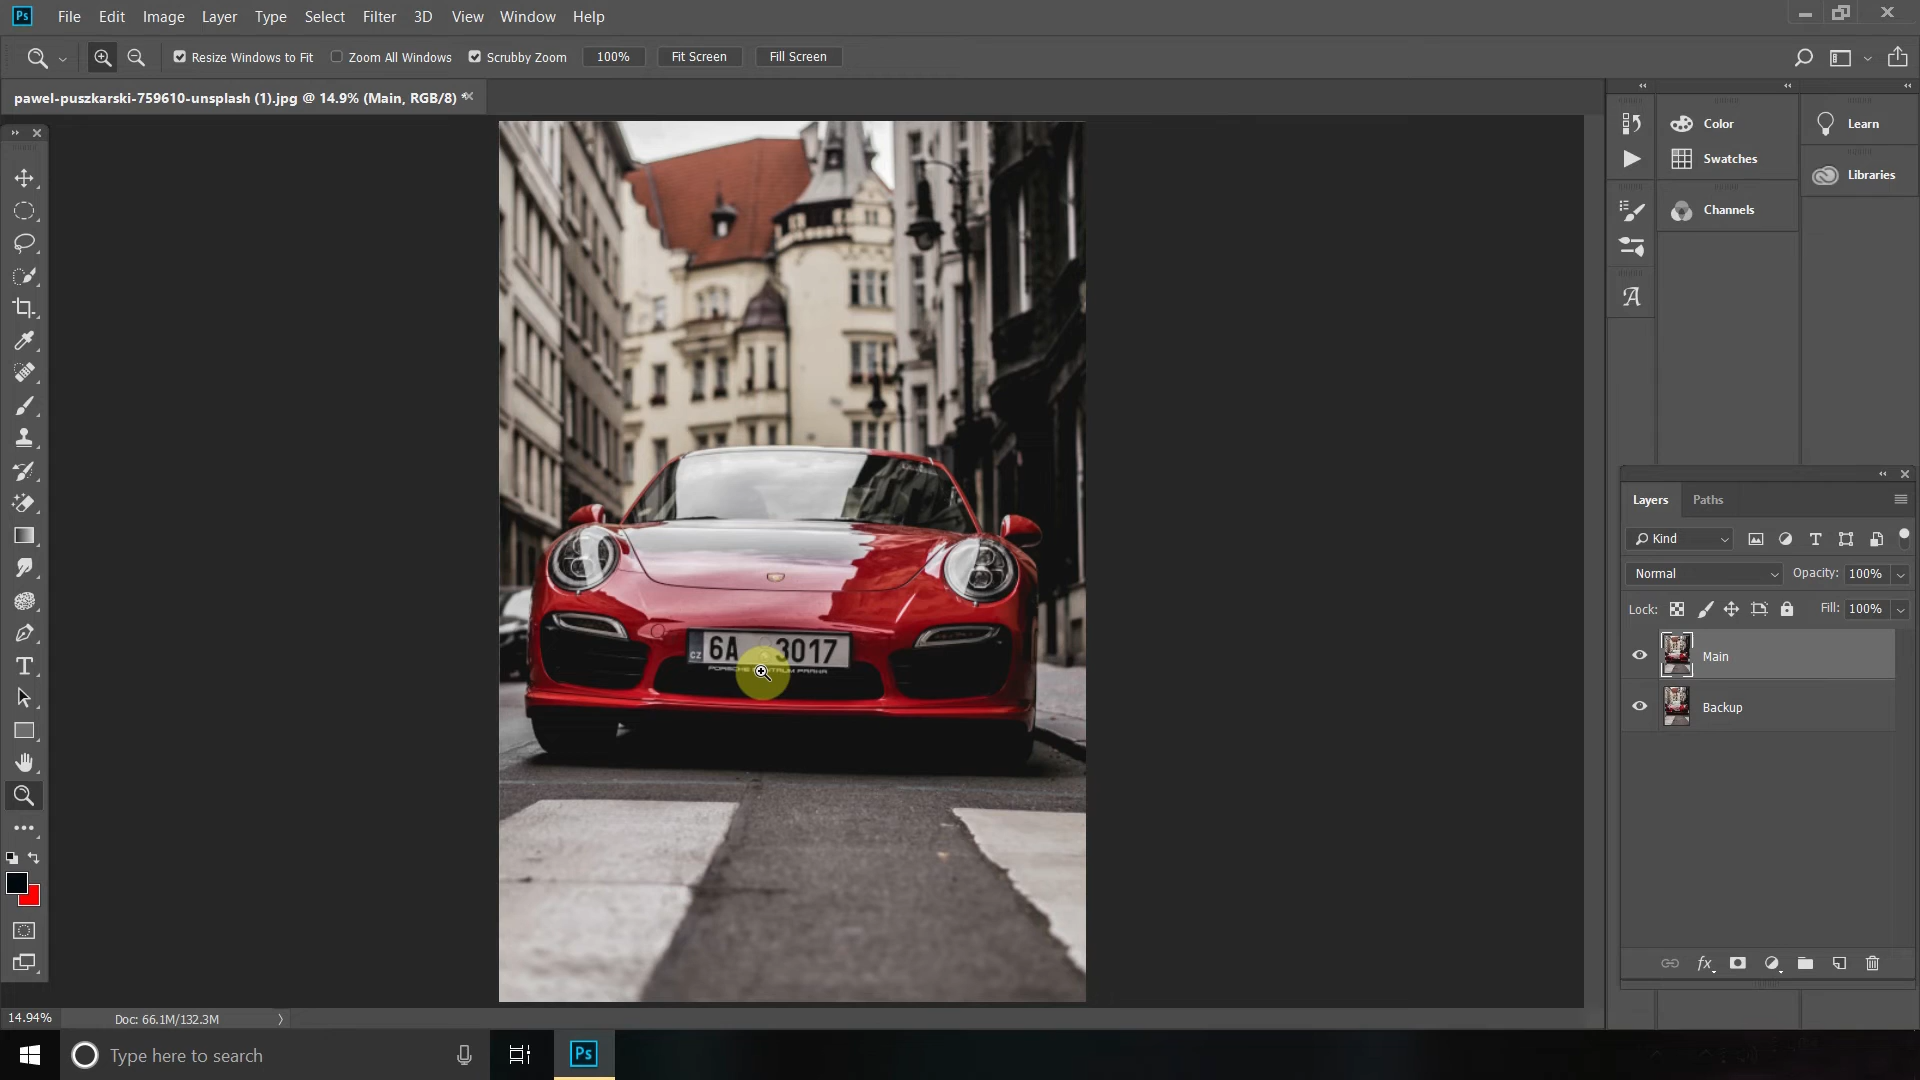 Ps File Edit Image Layer Type Select Filter 3D View Window Help
Resize Windows to Fit Zoom All Windows Scrubby Zoom 100% Fit Screen Fill Screen
pawel-puszkarski-759610-unsplash (1).jpg @ 14.9% (Main, RGB/8) *
Color
Swatches
Channels
Learn
Libraries
CZ 6A 3017
Layers Paths
Kind
Normal Opacity: 100%
Lock: Fill: 100%
Main
Backup
fx
14.94% Doc: 66.1M/132.3M
Type here to search
Ps